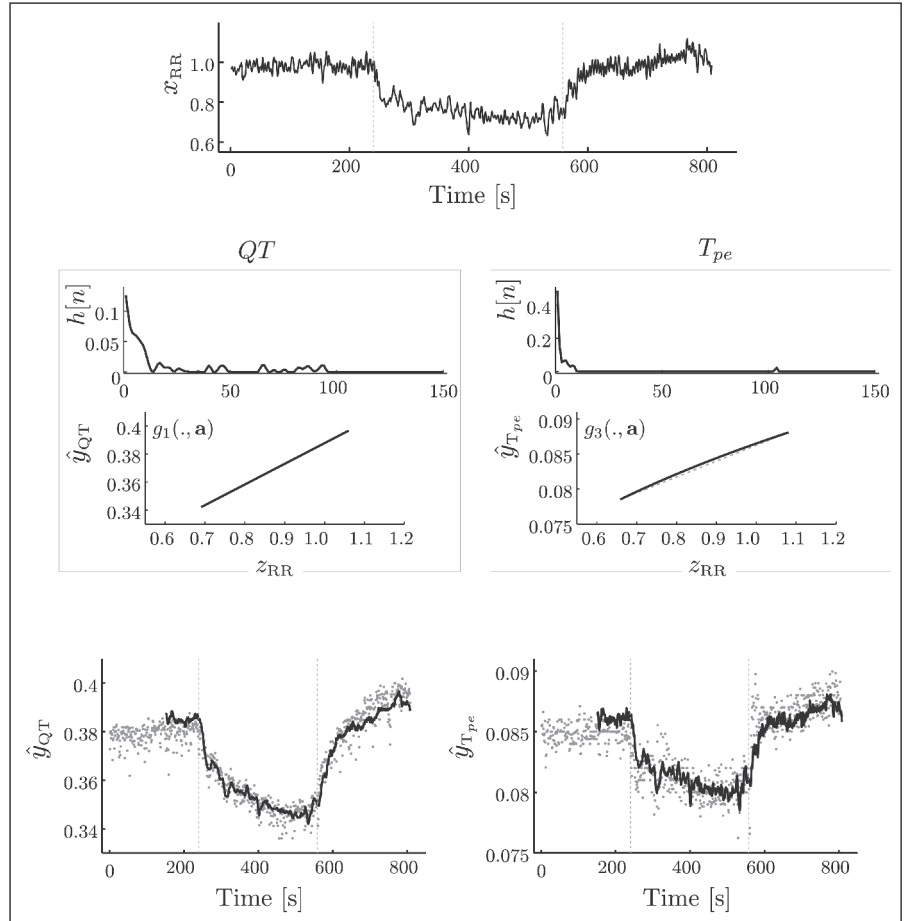 x_RR
1.0
0.8
0.6
0 200 400 600 800
Time [s]
QT
h[n]
0.1
0.05
0
0 50 100 150
ŷ_QT
0.4
0.38
0.36
0.34
g₁(., a)
0.6 0.7 0.8 0.9 1.0 1.1 1.2
z_RR
T_pe
h[n]
0.4
0.2
0
0 50 100 150
ŷ_T_pe
0.09
0.085
0.08
0.075
g₃(., a)
0.6 0.7 0.8 0.9 1.0 1.1 1.2
z_RR
ŷ_QT
0.4
0.38
0.36
0.34
0 200 400 600 800
Time [s]
ŷ_T_pe
0.09
0.085
0.08
0.075
0 200 400 600 800
Time [s]